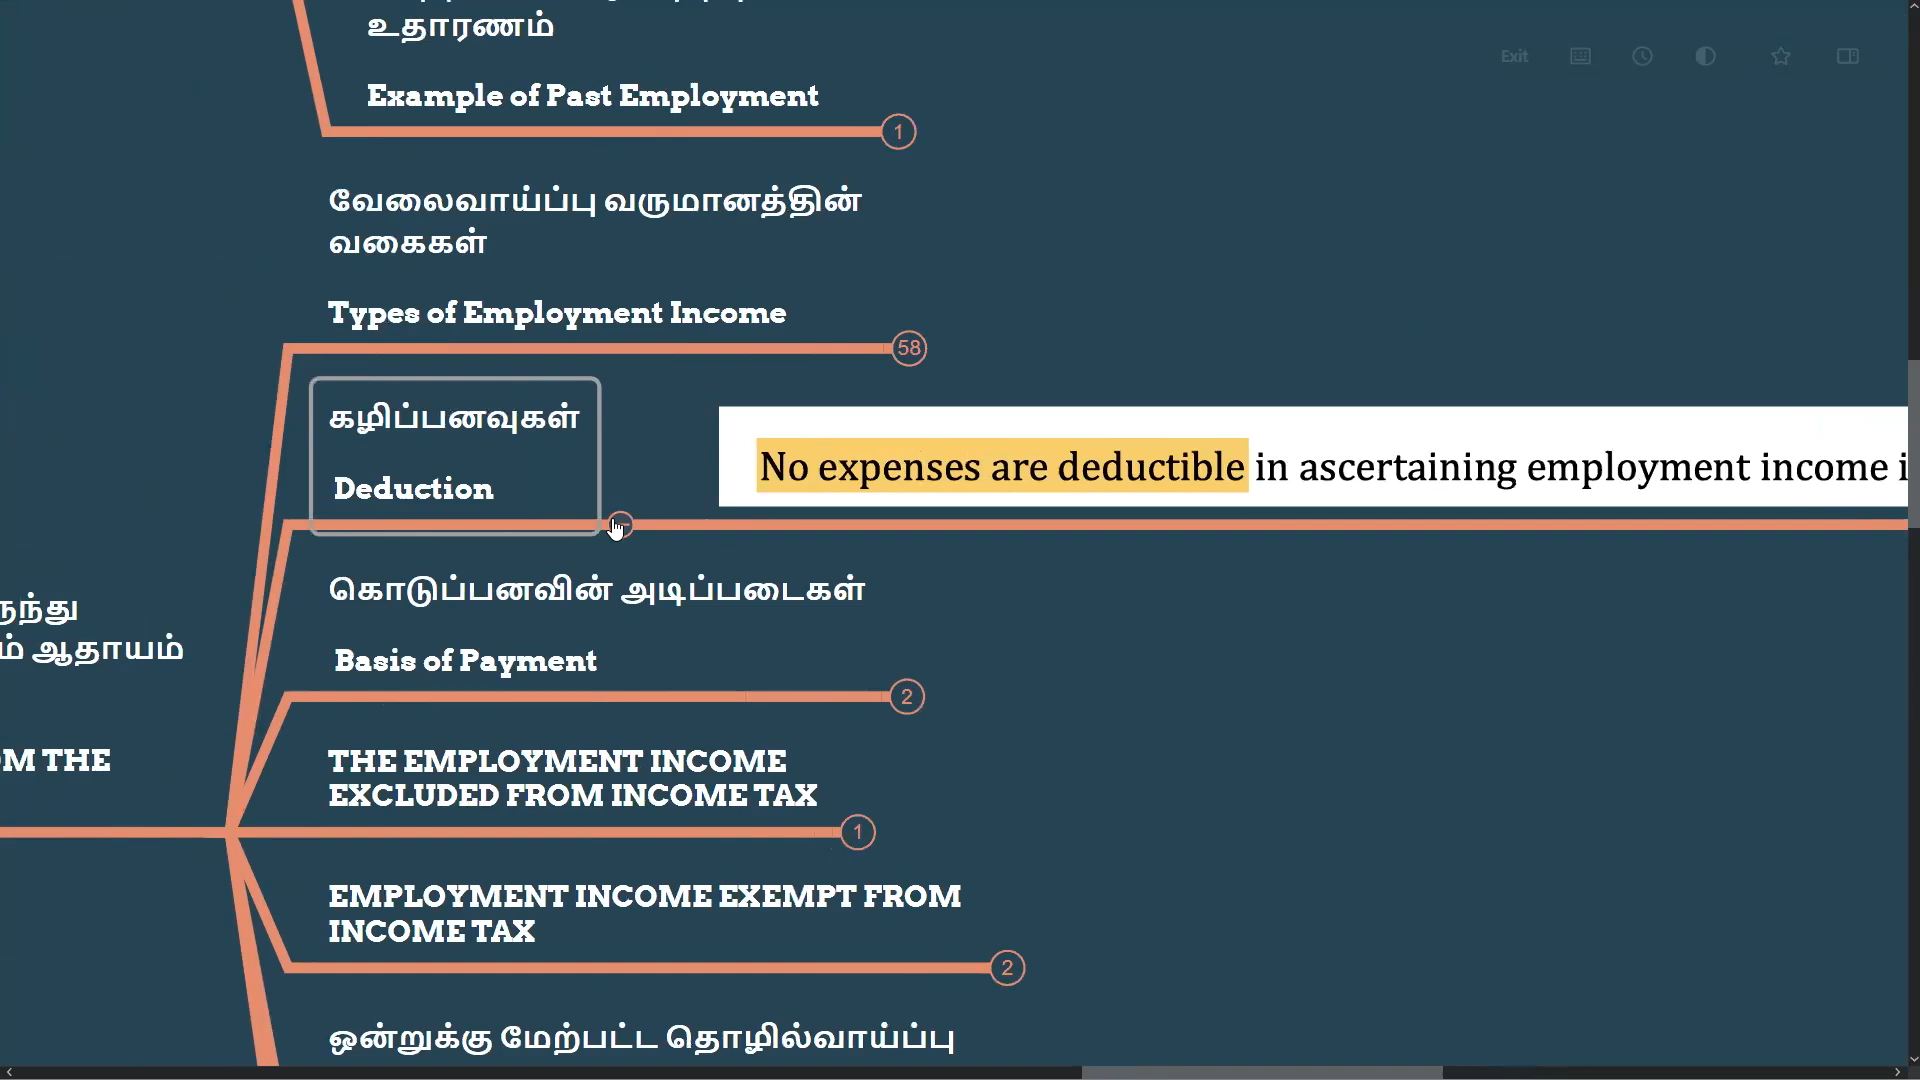 உதாரணம்
Exit
Example of Past Employment
1
வேலைவாய்ப்பு வருமானத்தின்
வகைகள்
Types of Employment Income
58
கழிப்பனவுகள்
No expenses are deductible in ascertaining employment income
Deduction
கொடுப்பனவின் அடிப்படைகள்
ஆதாயம்
Basis of Payment
2
THE EMPLOYMENT INCOME
EXCLUDED FROM INCOME TAX
THE
1
EMPLOYMENT INCOME EXEMPT FROM
INCOME TAX
2
ஒன்றுக்கு மேற்பட்ட தொழில்வாய்ப்பு